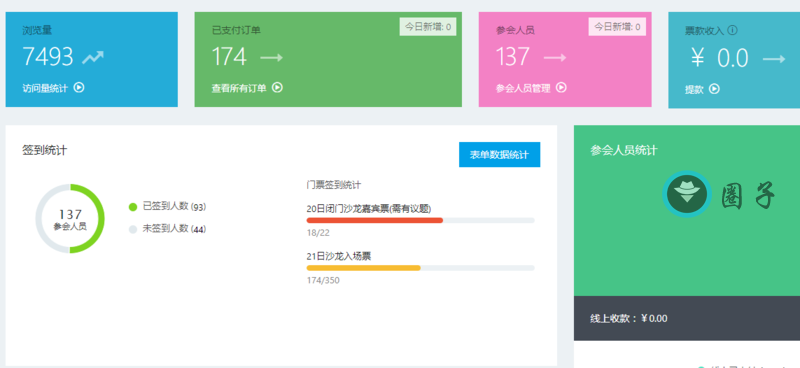 浏览量
7493
访问量统计
已支付订单
今日新增: 0
174
查看所有订单
参会人员
今日新增: 0
137
参会人员管理
票款收入
¥ 0.0
提款
签到统计
表单数据统计
137
参会人员
已签到人数 (93)
未签到人数 (44)
门票签到统计
20日闭门沙龙嘉宾票(需有议题)
18/22
21日沙龙入场票
174/350
参会人员统计
圈子
线上收款：¥0.00